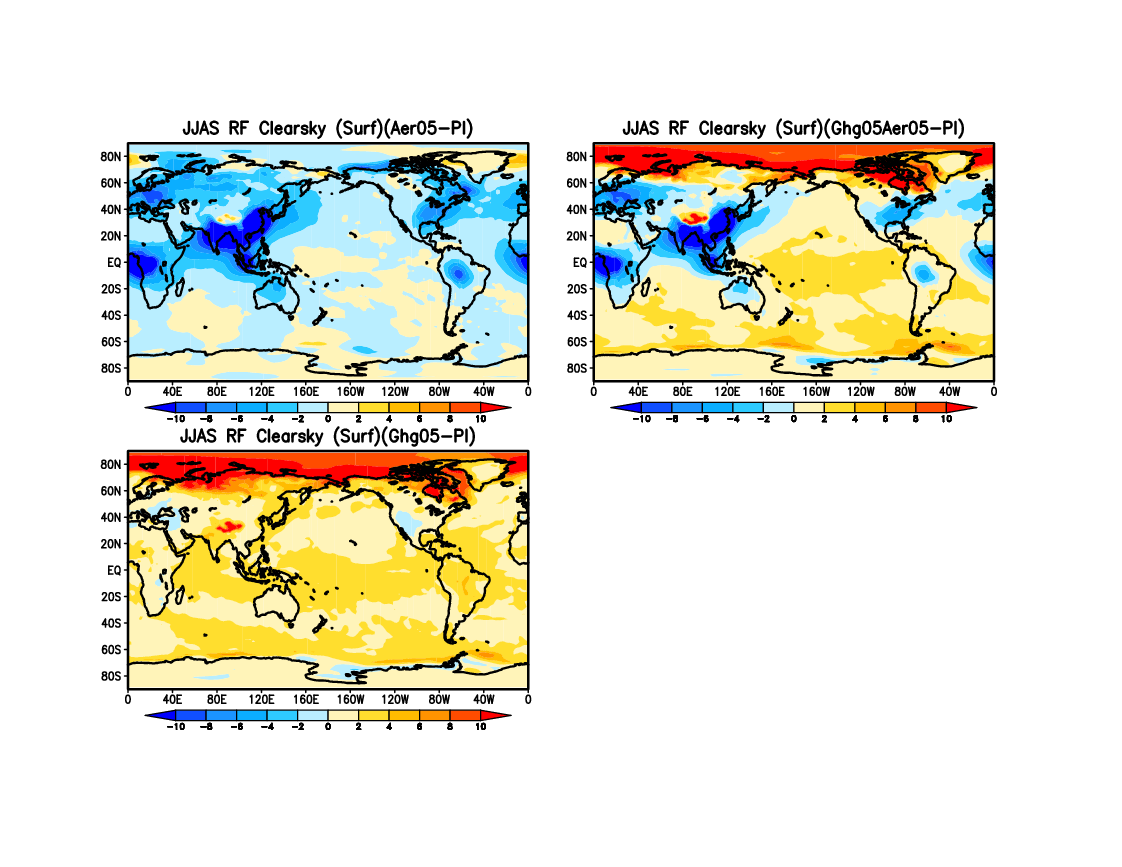 JJAS RF Clearsky (Surf)(Aer05-PI)
80N
60N
40N
20N
EQ
20S
40S
60S
80S
0 40E 80E 120E 160E 160W 120W 80W 40W 0
-10 -8 -6 -4 -2 0 2 4 6 8 10
JJAS RF Clearsky (Surf)(Ghg05Aer05-PI)
80N
60N
40N
20N
EQ
20S
40S
60S
80S
0 40E 80E 120E 160E 160W 120W 80W 40W 0
-10 -8 -6 -4 -2 0 2 4 6 8 10
JJAS RF Clearsky (Surf)(Ghg05-PI)
80N
60N
40N
20N
EQ
20S
40S
60S
80S
0 40E 80E 120E 160E 160W 120W 80W 40W 0
-10 -8 -6 -4 -2 0 2 4 6 8 10